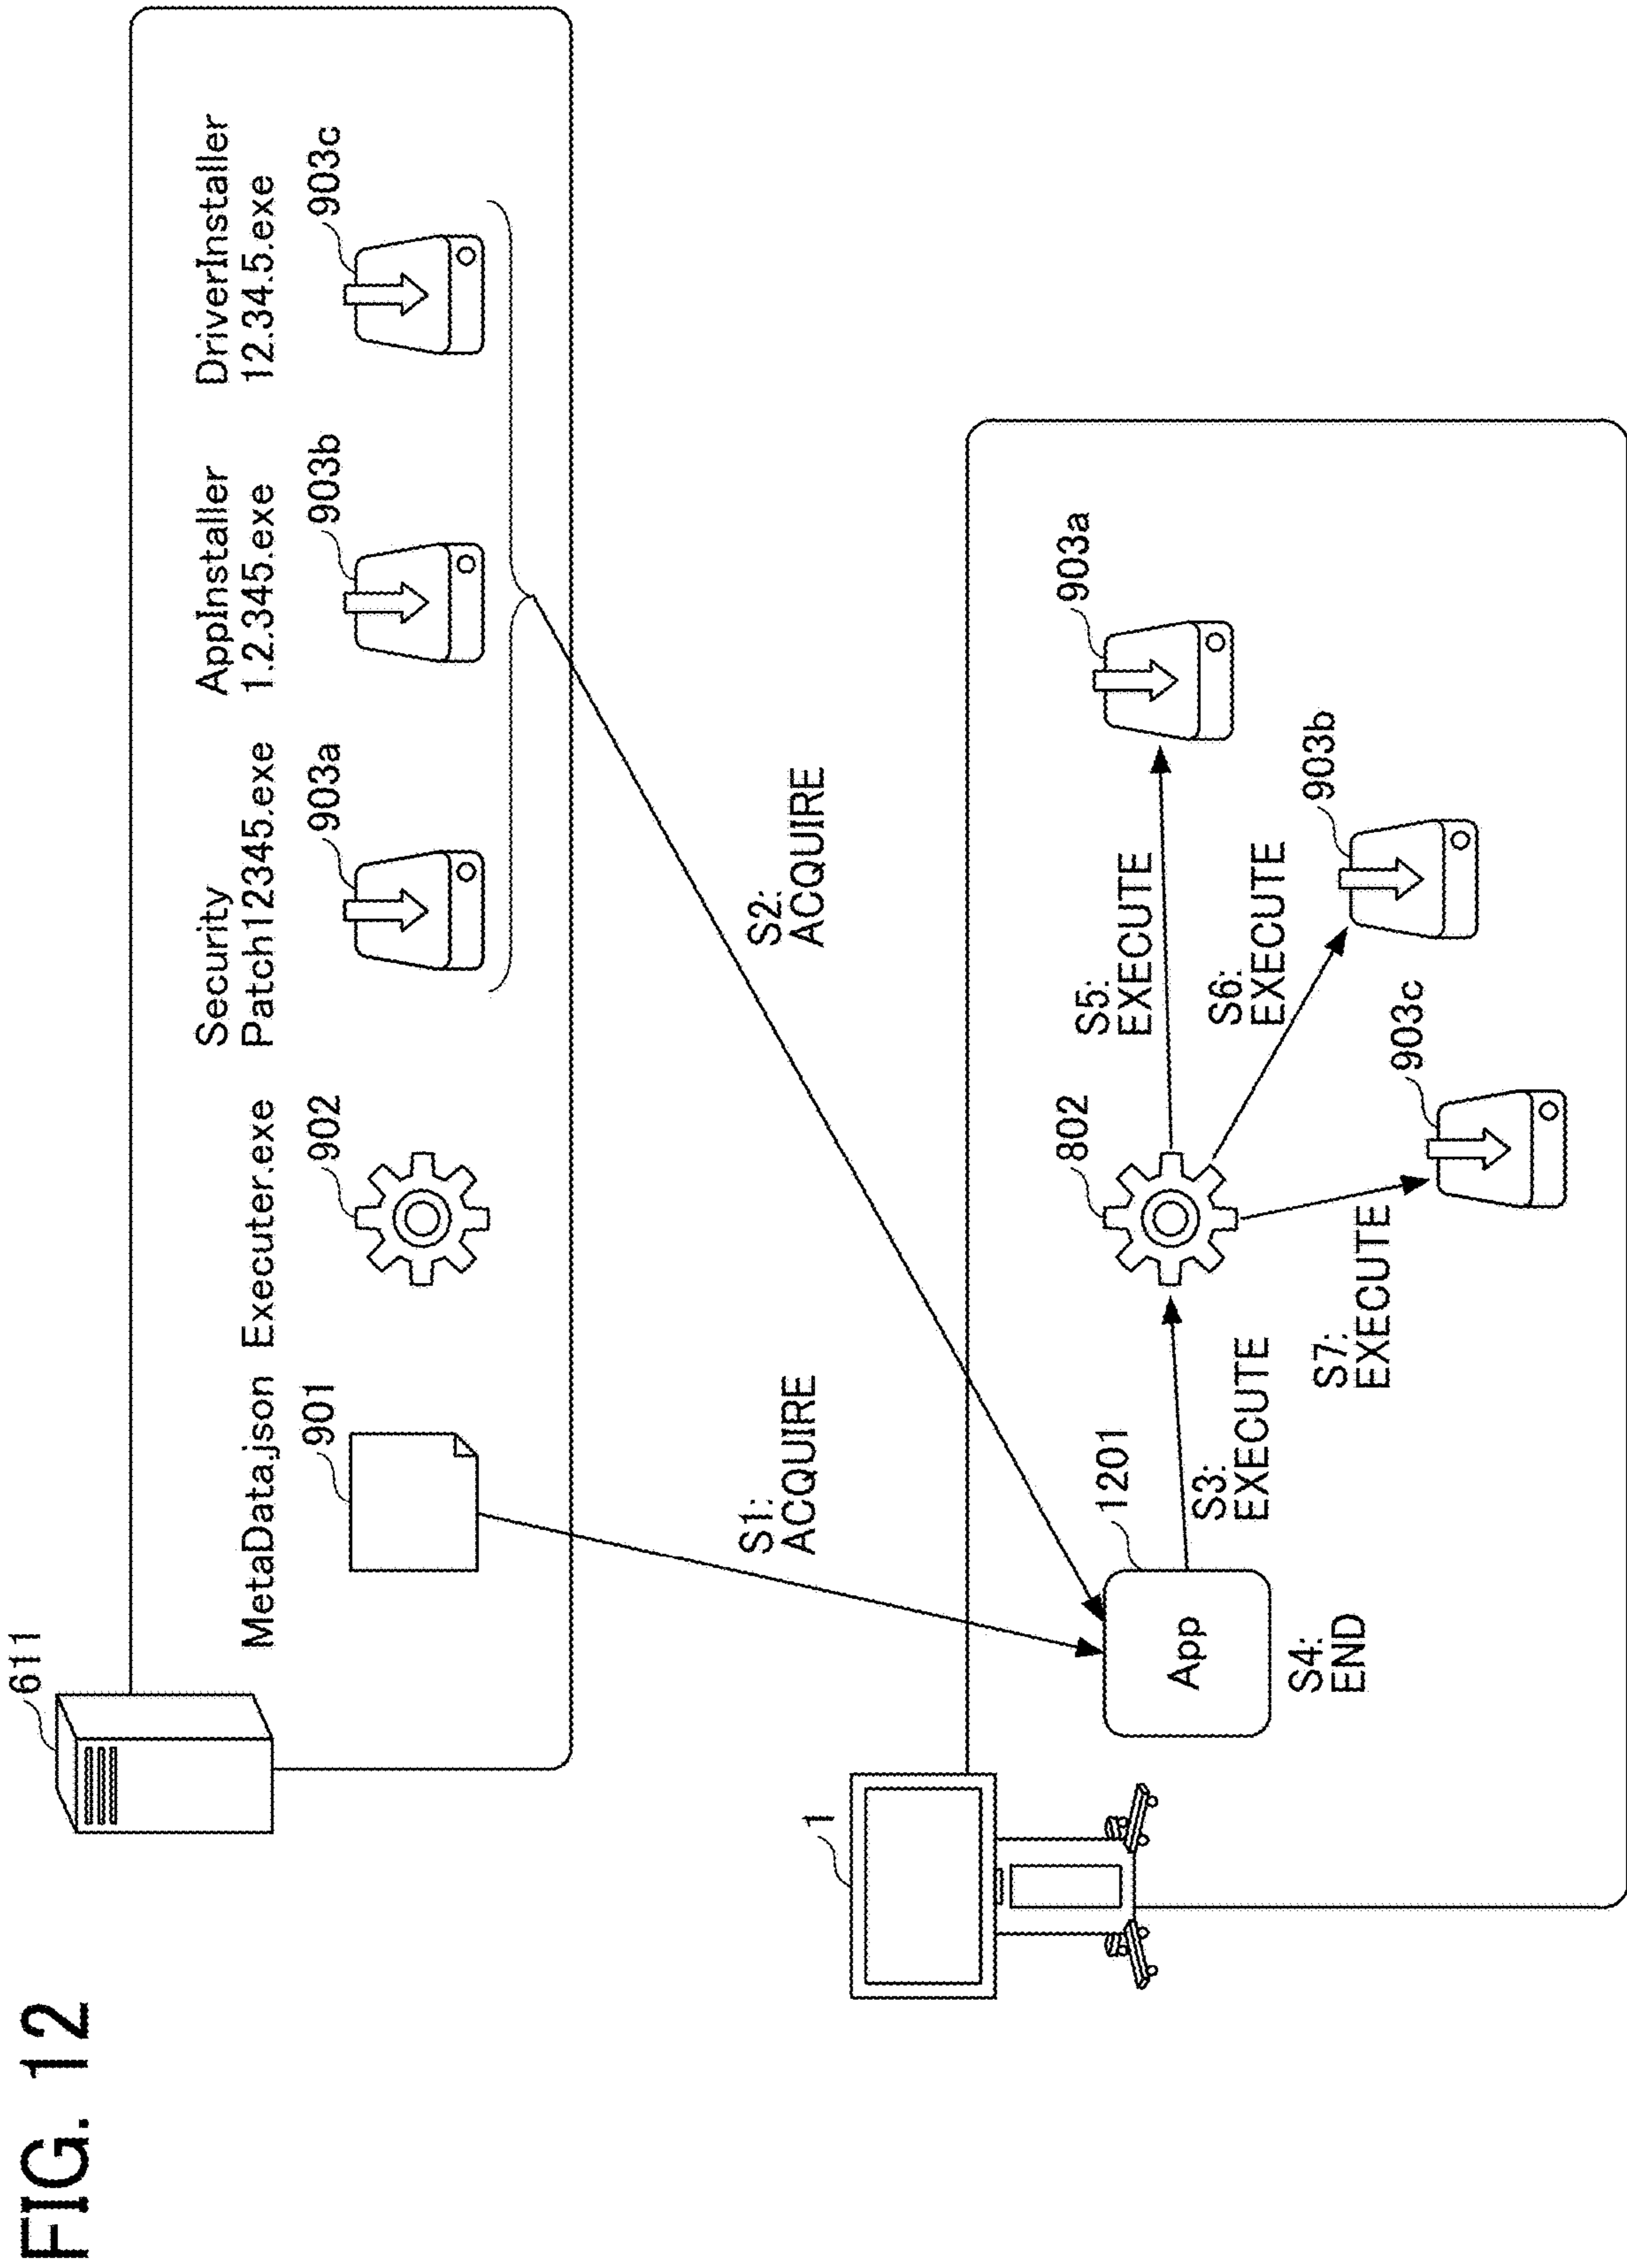 FIG. 12
611
MetaData.json
901
Executer.exe
902
Security
Patch12345.exe
903a
AppInstaller
1.2.345.exe
903b
DriverInstaller
12.34.5.exe
903c
S1:
ACQUIRE
S2:
ACQUIRE
1
App
1201
S4:
END
S3:
EXECUTE
802
S5:
EXECUTE
903a
S6:
EXECUTE
903b
S7:
EXECUTE
903c